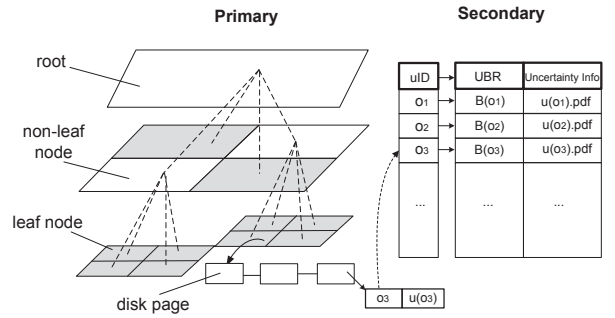 Primary
Secondary
root
non-leaf
node
leaf node
disk page
o3 u(o3)
uID UBR Uncertainty Info
o1 B(o1) u(o1).pdf
o2 B(o2) u(o2).pdf
o3 B(o3) u(o3).pdf
... ... ...